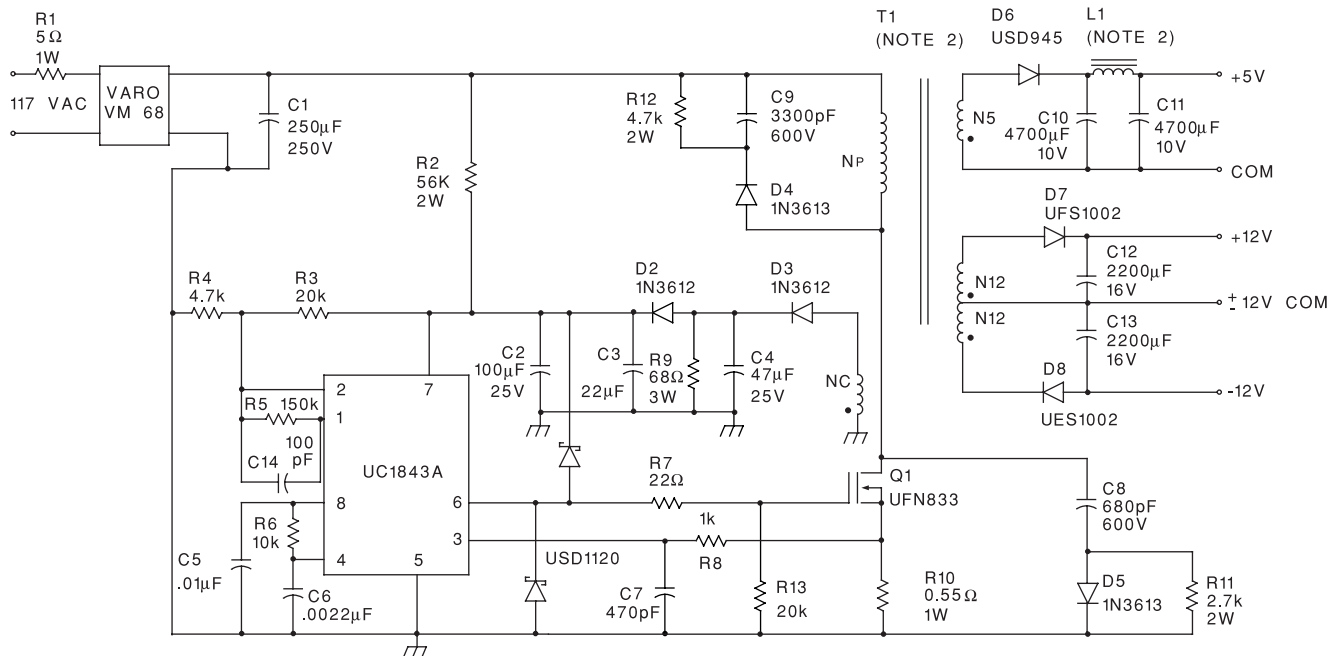 R1
5Ω
1W
117 VAC
VARO
VM 68
C1
250µF
250V
R2
56K
2W
R12
4.7k
2W
C9
3300pF
600V
D4
1N3613
NP
T1
(NOTE 2)
D6
USD945
L1
(NOTE 2)
+5V
N5
C10
4700µF
10V
C11
4700µF
10V
COM
D7
UFS1002
+12V
N12
C12
2200µF
16V
± 12V COM
N12
C13
2200µF
16V
D8
UES1002
-12V
R4
4.7k
R3
20k
D2
1N3612
D3
1N3612
C2
100µF
25V
C3
22µF
R9
68Ω
3W
C4
47µF
25V
NC
2
7
R5 150k
1
100
pF
C14
UC1843A
8
6
R6
10k
4
5
3
C5
.01µF
C6
.0022µF
USD1120
R7
22Ω
1k
R8
C7
470pF
R13
20k
Q1
UFN833
R10
0.55Ω
1W
C8
680pF
600V
D5
1N3613
R11
2.7k
2W